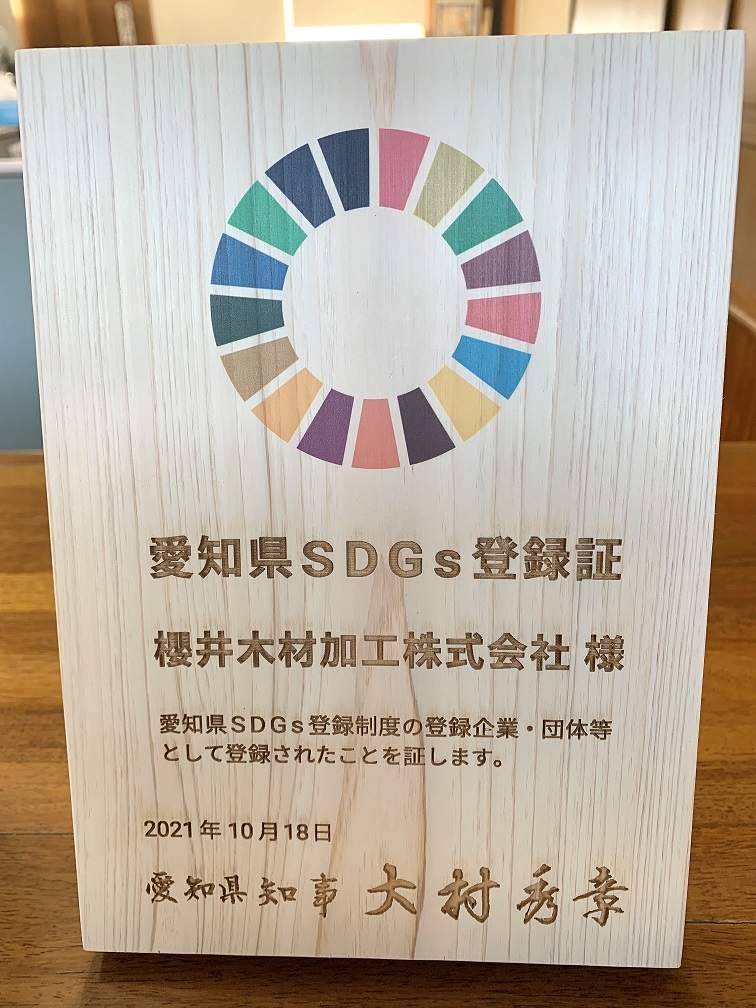 愛知県SDGs登録証
櫻井木材加工株式会社 様
愛知県SDGs登録制度の登録企業・団体等
として登録されたことを証します。
2021年10月18日
愛知県知事 大村秀章